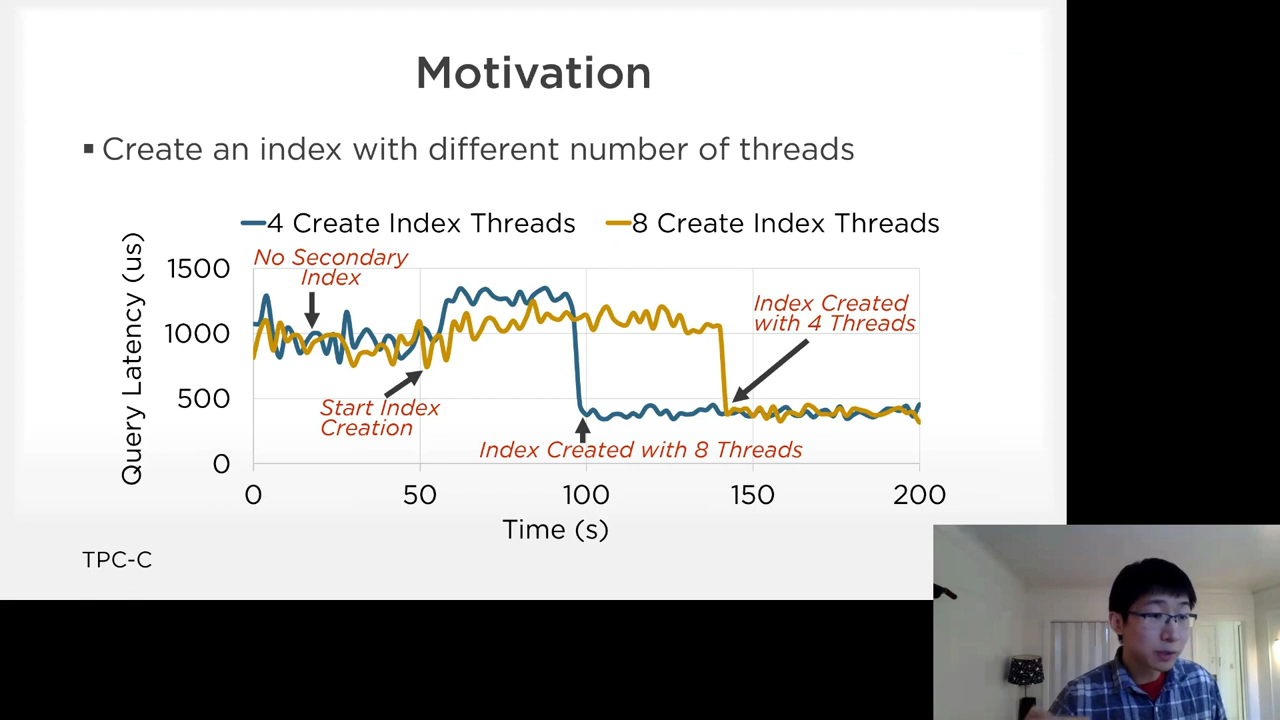 Motivation
▪ Create an index with different number of threads
4 Create Index Threads
8 Create Index Threads
Query Latency (us)
1500
1000
500
0
No Secondary
Index
Start Index
Creation
Index Created with 8 Threads
Index Created
with 4 Threads
0
50
100
150
200
Time (s)
TPC-C